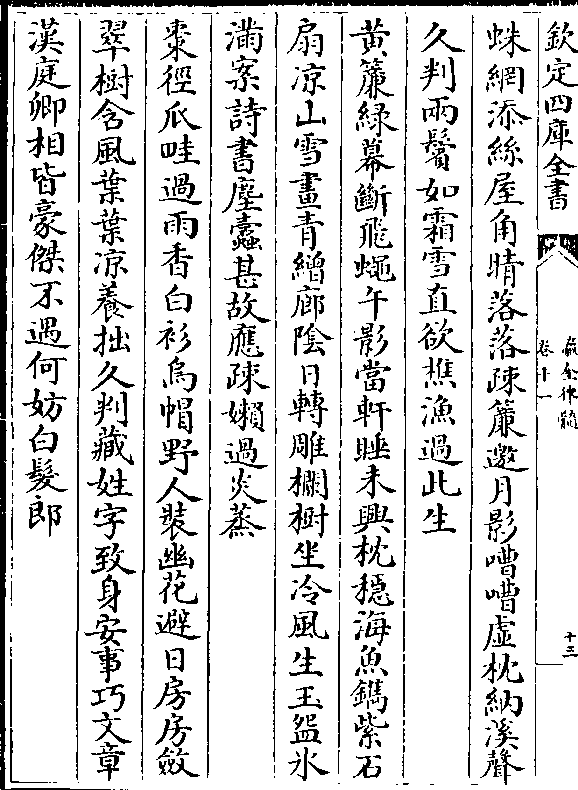 欽定四庫全書
瀛奎律髓
卷十一
十三
蛛網添絲屋角晴落落疎簾邀月影嘈嘈虛枕納溪聲
久判兩鬢如霜雪直欲樵漁過此生
黄簾緑幕斷飛蠅午影當軒睡未興枕穏海魚鐫紫石
扇凉山雪畫青繒廊陰日轉雕欄樹坐冷風生玉盌氷
滿案詩書塵蠧甚故應疎嬾過炎蒸
棗徑瓜畦過雨香白衫烏帽野人裝幽花避日房房斂
翠樹含風葉葉凉養拙久判藏姓字致身安事巧文章
漢庭卿相皆豪傑不遇何妨白髮郎